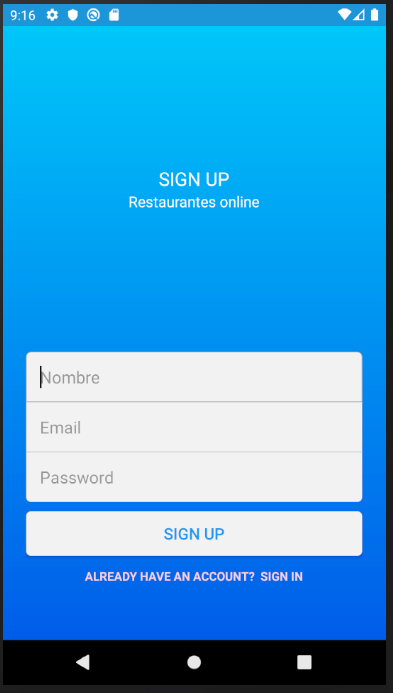 9:16
SIGN UP
Restaurantes online
Nombre
Email
Password
SIGN UP
ALREADY HAVE AN ACCOUNT? SIGN IN